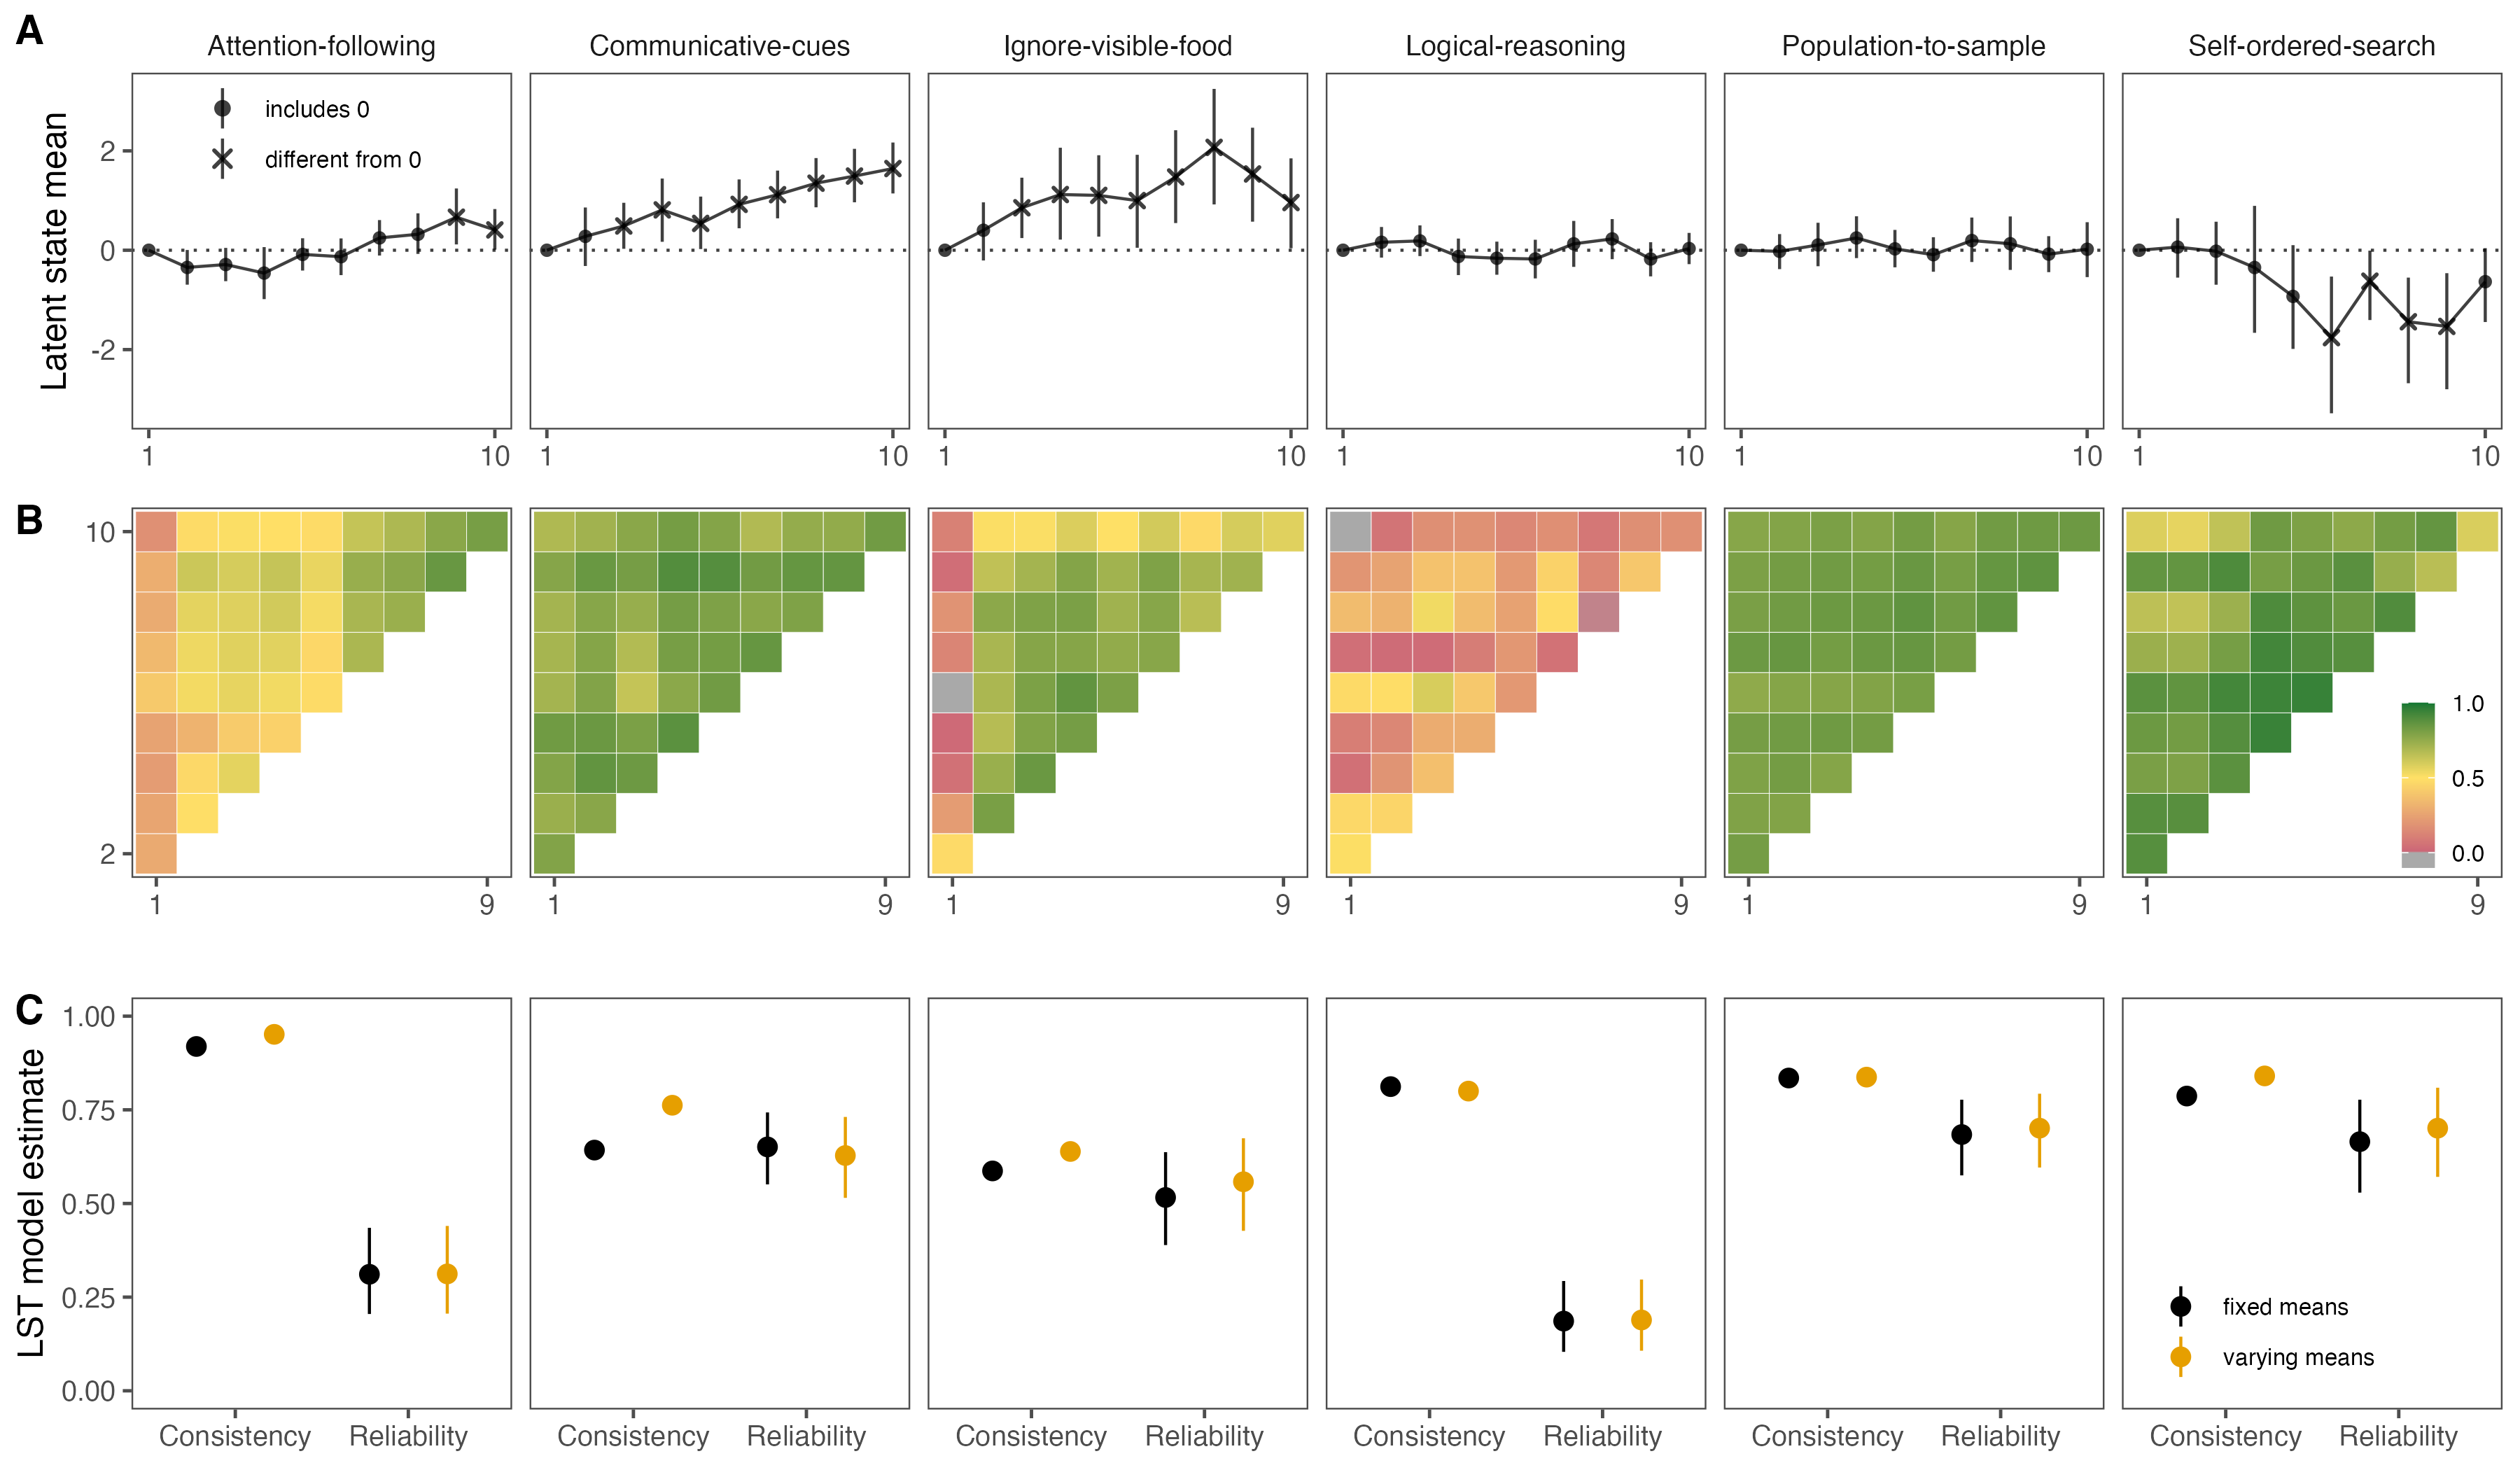 A
Attention-following
Communicative-cues
Ignore-visible-food
Logical-reasoning
Population-to-sample
Self-ordered-search
Latent state mean
2
0
-2
includes 0
different from 0
1 10
1 10
1 10
1 10
1 10
1 10
B
10
2
1 9
1 9
1 9
1 9
1 9
1 9
1.0
0.5
0.0
C
LST model estimate
1.00
0.75
0.50
0.25
0.00
fixed means
varying means
Consistency Reliability
Consistency Reliability
Consistency Reliability
Consistency Reliability
Consistency Reliability
Consistency Reliability